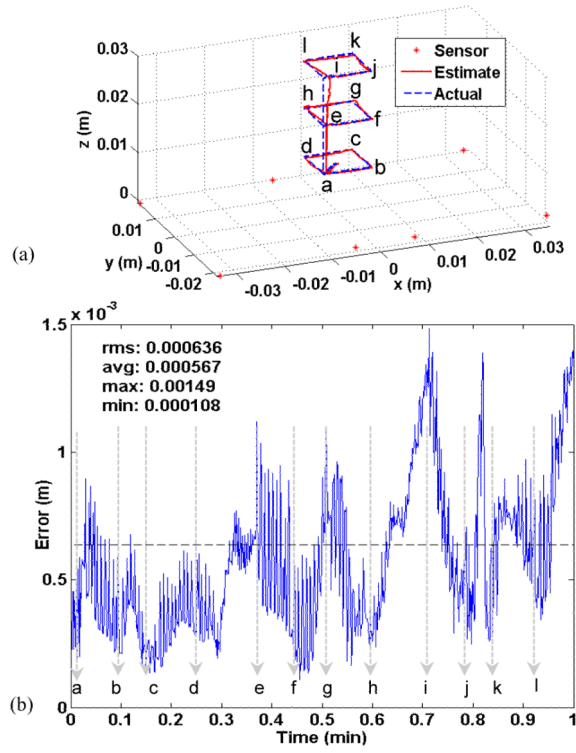 l k
i j
Sensor
Estimate
Actual
h g
e f
d c
a b
0.03
0.02
0.01
0
z (m)
0.01
0
-0.01
-0.02
y (m)
-0.03
-0.02
-0.01
0
0.01
0.02
0.03
x (m)
(a)
x 10⁻³
1.5
1
0.5
0
Error (m)
rms: 0.000636
avg: 0.000567
max: 0.00149
min: 0.000108
a b c d e f g h i j k l
0 0.1 0.2 0.3 0.4 0.5 0.6 0.7 0.8 0.9 1
Time (min)
(b)